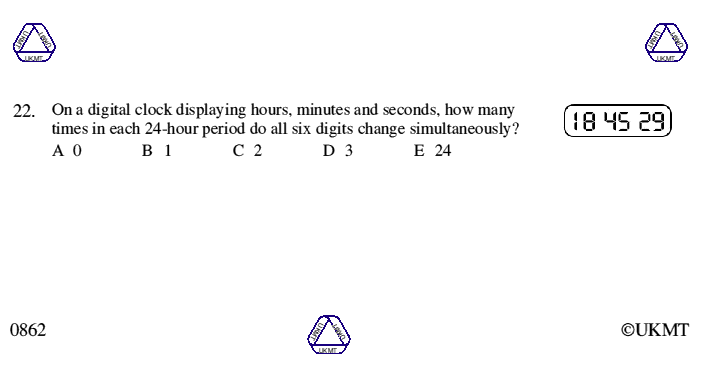 UKMT UKMT UKMT
UKMT UKMT UKMT
22. On a digital clock displaying hours, minutes and seconds, how many
times in each 24-hour period do all six digits change simultaneously?
18 45 29
A 0 B 1 C 2 D 3 E 24
0862
UKMT UKMT UKMT
©UKMT